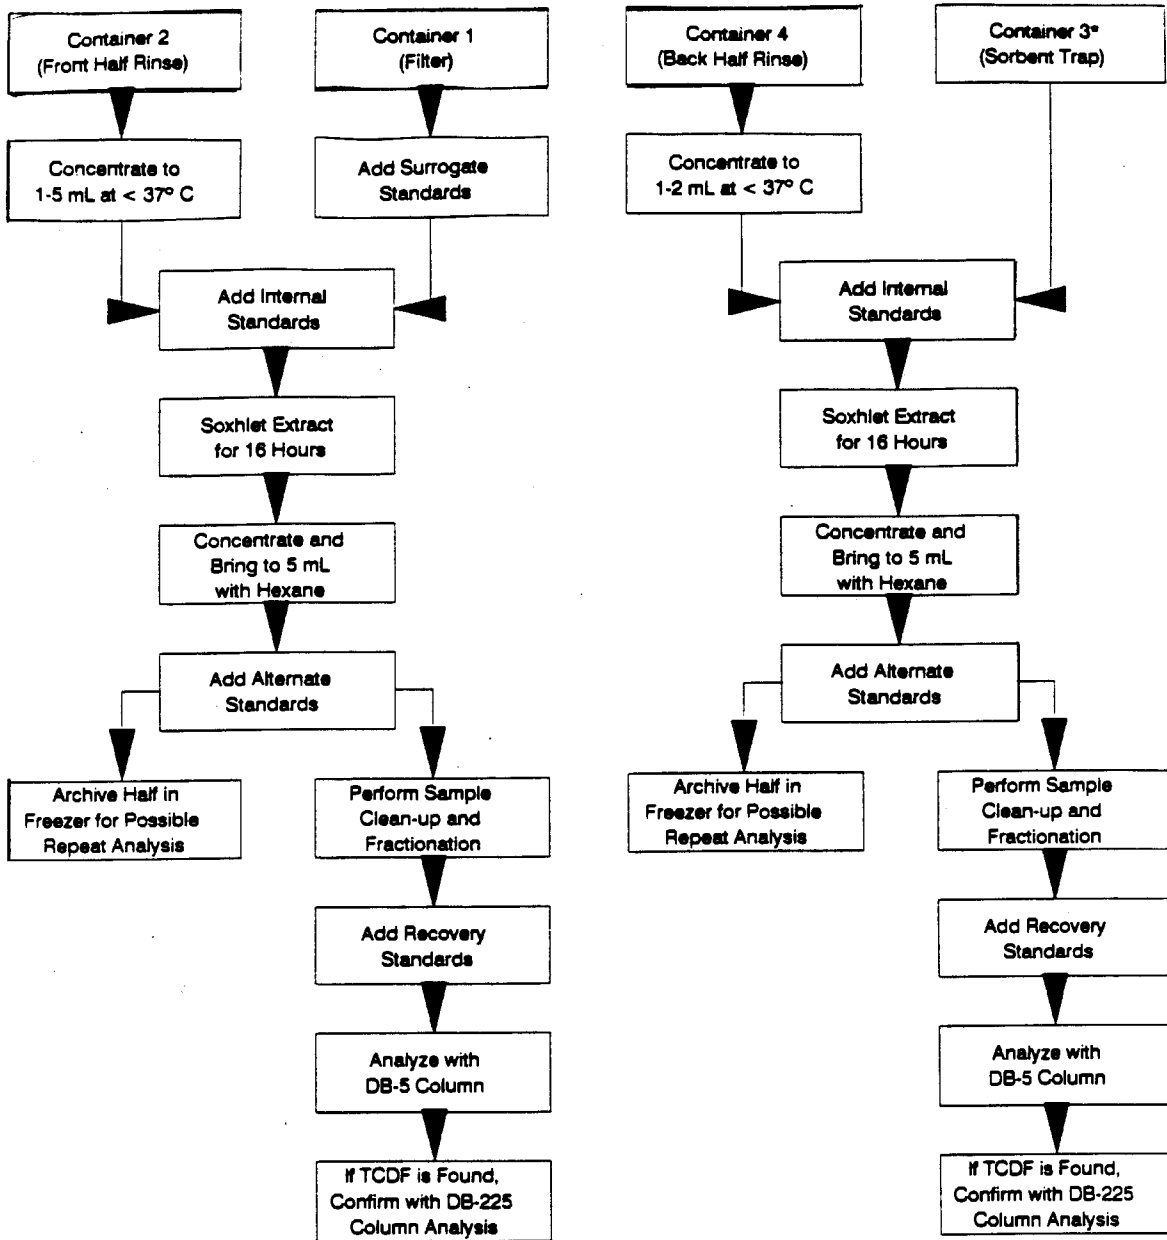 Container 2
(Front Half Rinse)
Container 1
(Filter)
Concentrate to
1-5 mL at < 37º C
Add Surrogate
Standards
Add Internal
Standards
Soxhlet Extract
for 16 Hours
Concentrate and
Bring to 5 mL
with Hexane
Add Alternate
Standards
Archive Half in
Freezer for Possible
Repeat Analysis
Perform Sample
Clean-up and
Fractionation
Add Recovery
Standards
Analyze with
DB-5 Column
If TCDF is Found,
Confirm with DB-225
Column Analysis
Container 4
(Back Half Rinse)
Container 3*
(Sorbent Trap)
Concentrate to
1-2 mL at < 37º C
Add Internal
Standards
Soxhlet Extract
for 16 Hours
Concentrate and
Bring to 5 mL
with Hexane
Add Alternate
Standards
Archive Half in
Freezer for Possible
Repeat Analysis
Perform Sample
Clean-up and
Fractionation
Add Recovery
Standards
Analyze with
DB-5 Column
If TCDF is Found,
Confirm with DB-225
Column Analysis